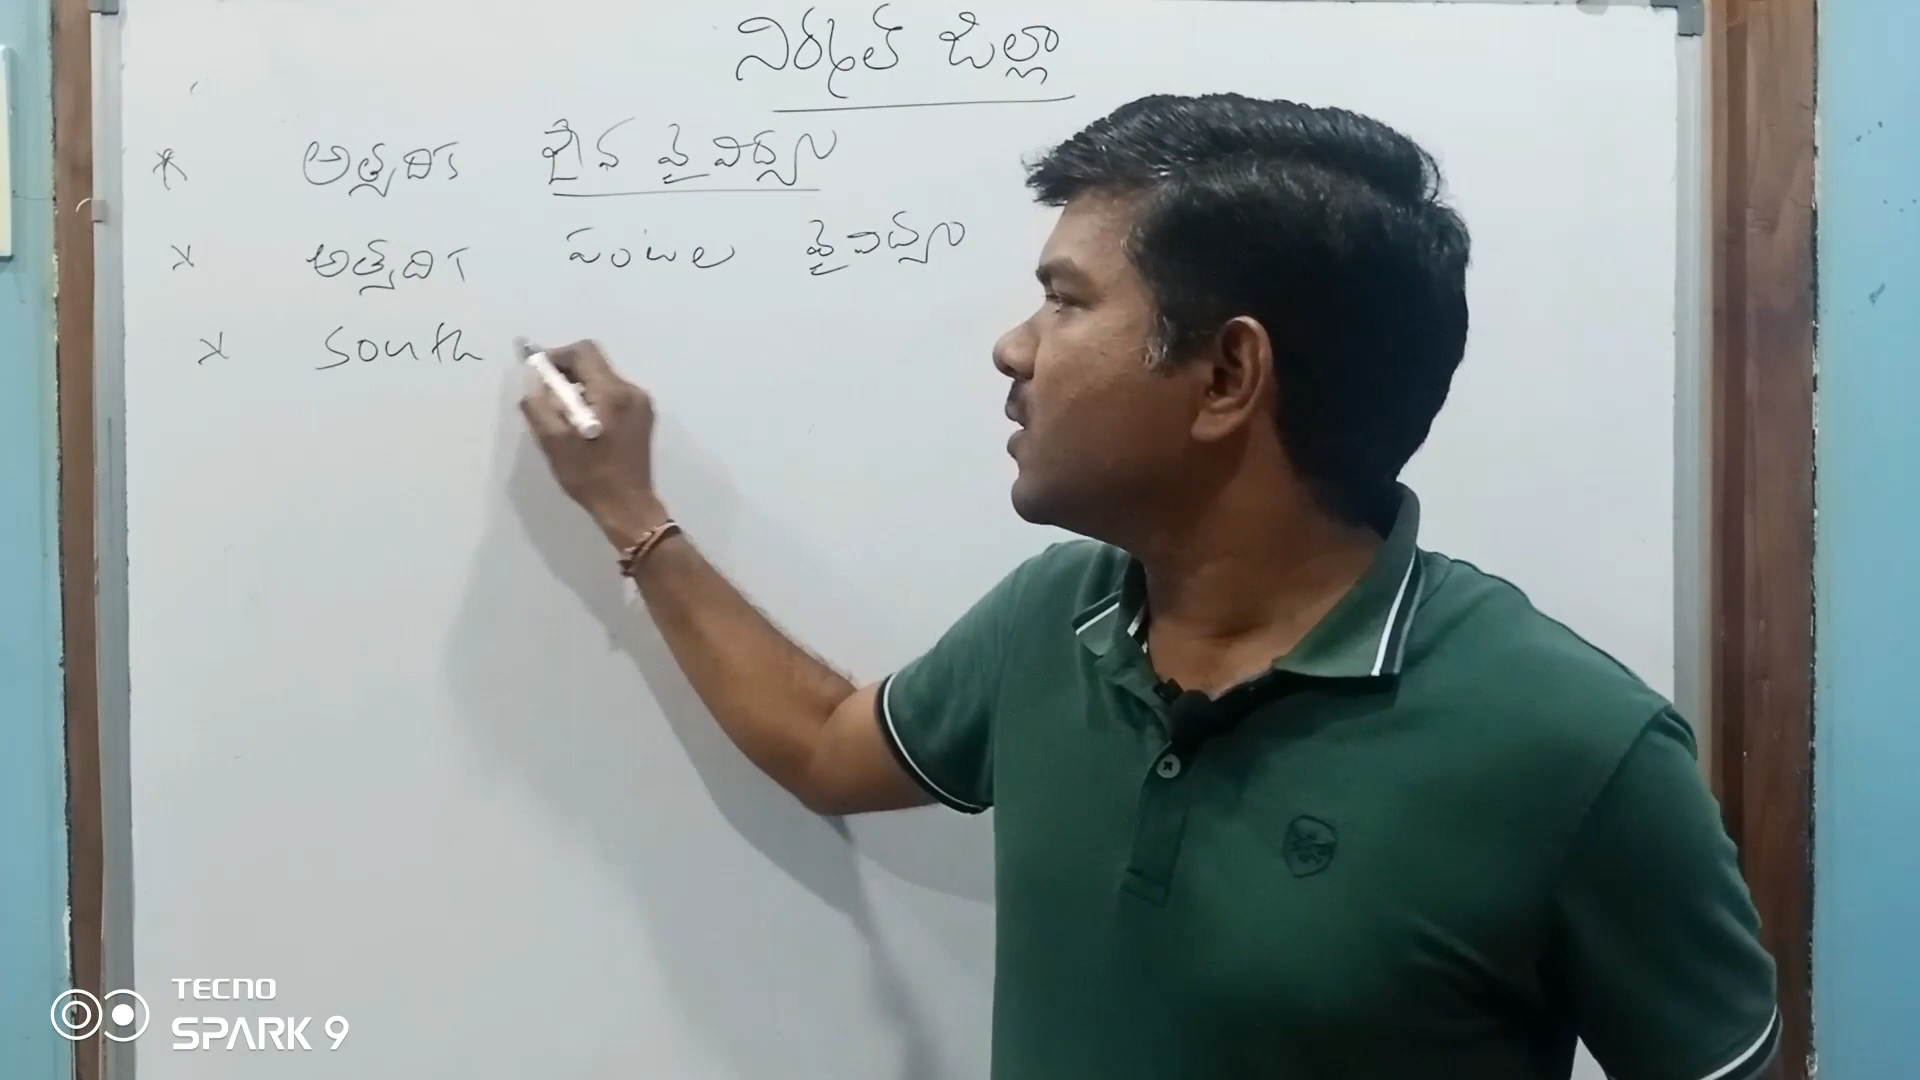 నిర్మల్ జిల్లా
* అత్యధిక జీవ వైవిధ్యం
x అత్యధిక పంటల వైవిధ్యం
x South
TECNO
SPARK 9